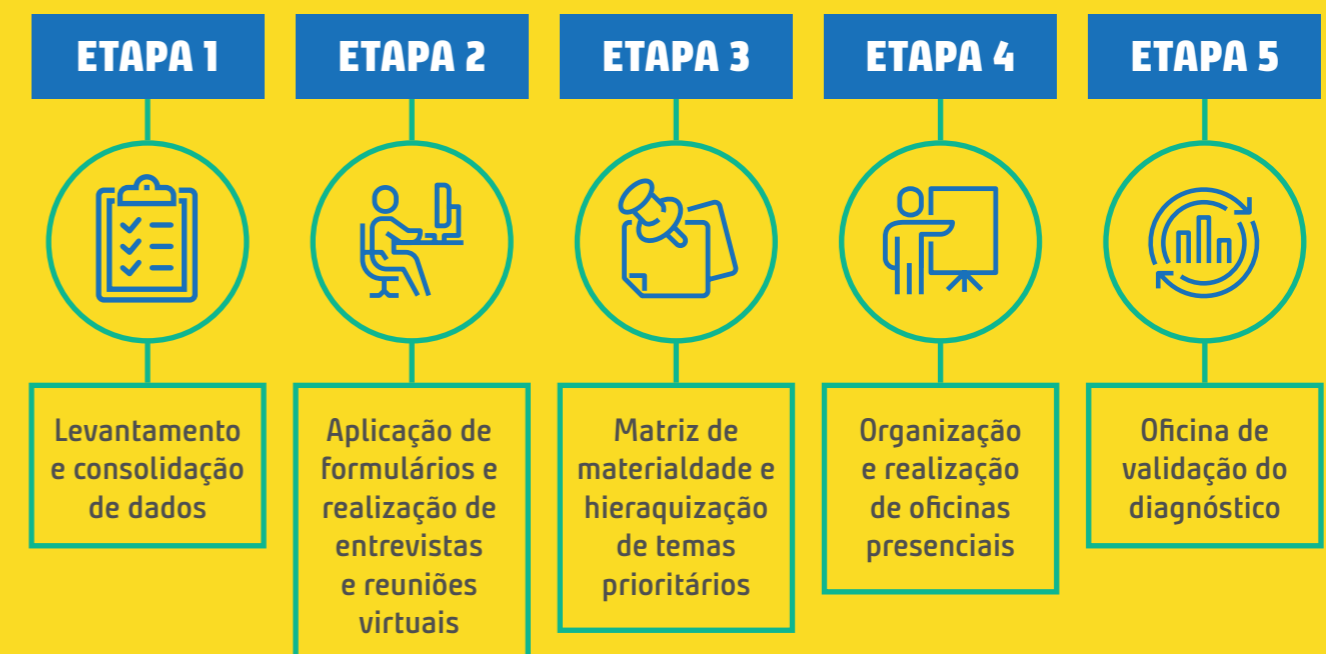 ETAPA 1
Levantamento
e consolidação
de dados
ETAPA 2
Aplicação de
formulários e
realização de
entrevistas
e reuniões
virtuais
ETAPA 3
Matriz de
materialdade e
hieraquização
de temas
prioritários
ETAPA 4
Organização
e realização
de oficinas
presenciais
ETAPA 5
Oficina de
validação do
diagnóstico